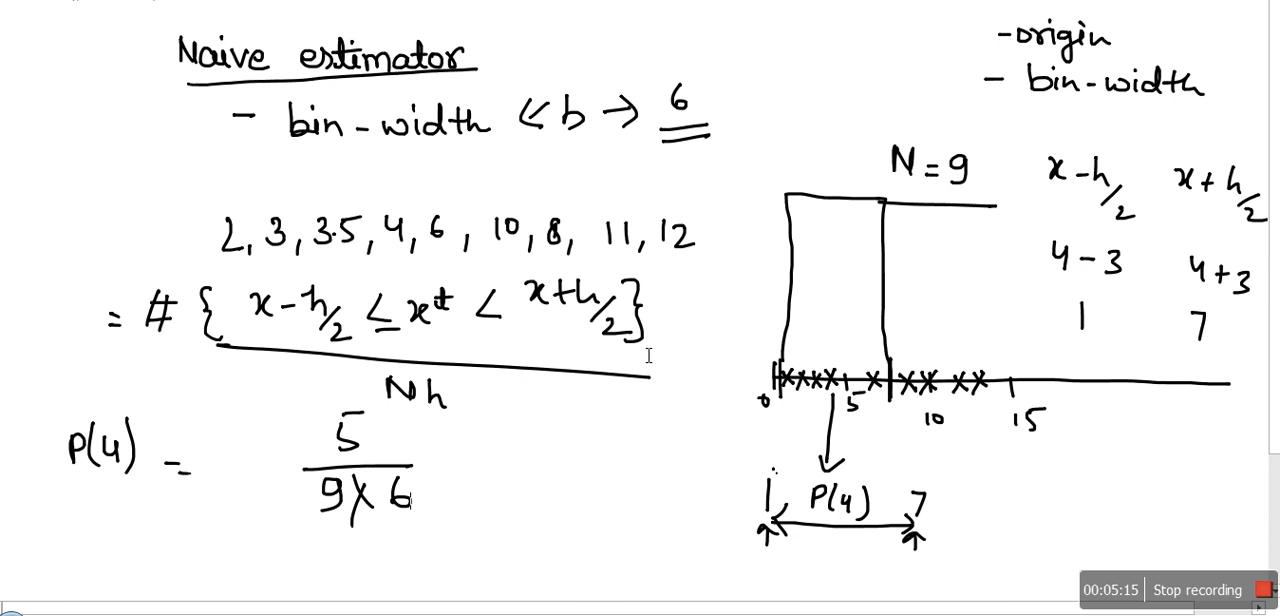 Naive estimator
- bin-width < b → 6
2, 3, 3.5, 4, 6, 10, 8, 11, 12
= # { x - h/2 ≤ xt < x + h/2 }
Nh
P(4) = 5
9 x 6
- origin
- bin-width
N = 9
x - h/2 x + h/2
4 - 3 4 + 3
1 7
0 5 10 15
1, P(4) 7
00:05:15 Stop recording